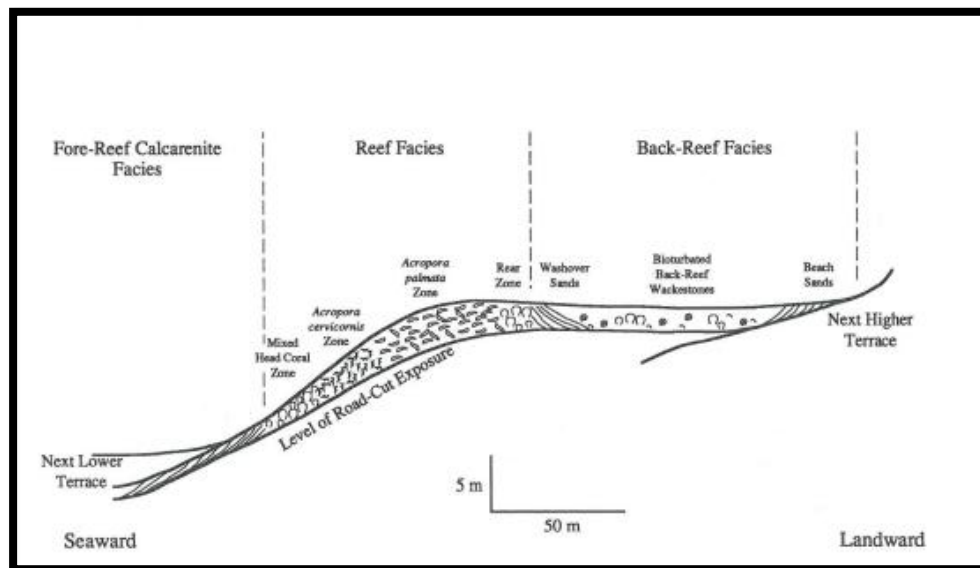 Fore-Reef Calcarenite
Facies
Reef Facies
Back-Reef Facies
Mixed
Head Coral
Zone
Acropora
cervicornis
Zone
Acropora
palmata
Zone
Rear
Zone
Washover
Sands
Bioturbated
Back-Reef
Wackestones
Beach
Sands
Next Higher
Terrace
Level of Road-Cut Exposure
Next Lower
Terrace
5 m
50 m
Seaward
Landward